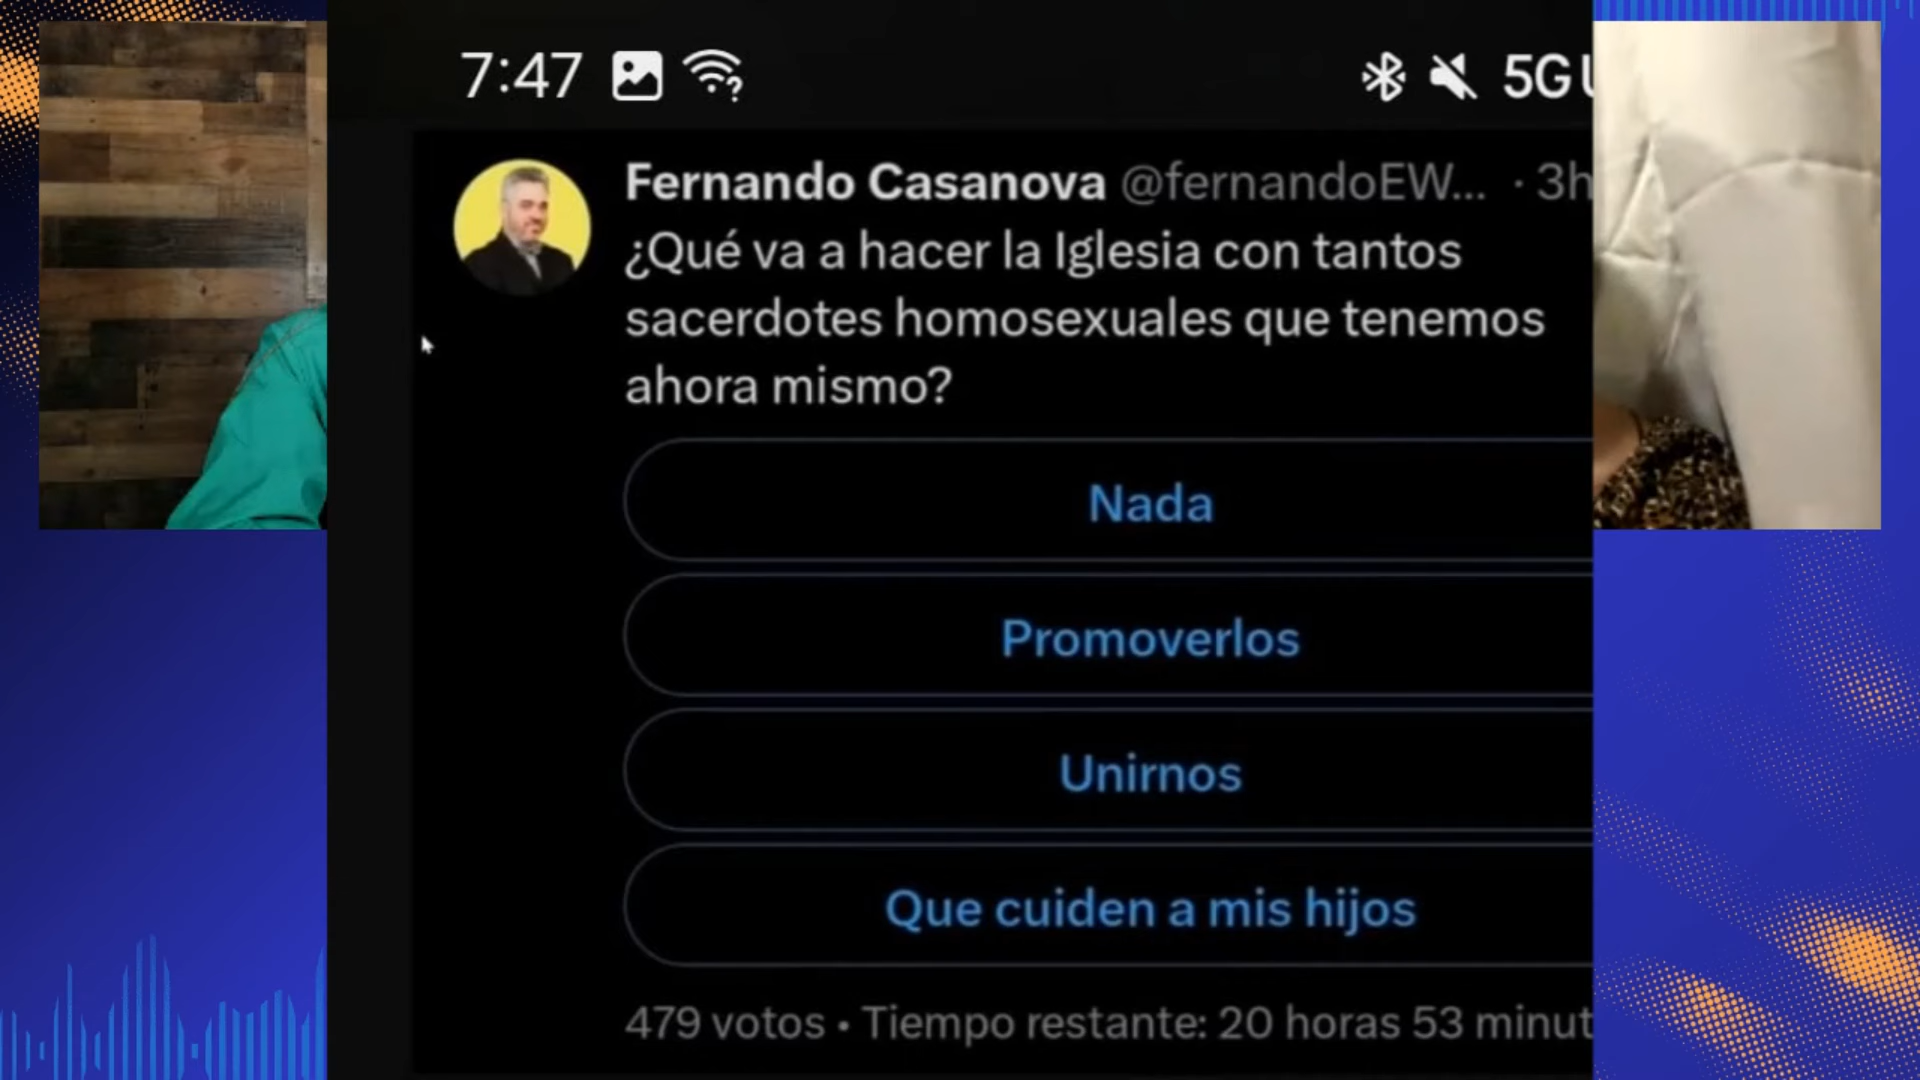 7:47 5G
Fernando Casanova @fernandoEW... · 3h
¿Qué va a hacer la Iglesia con tantos
sacerdotes homosexuales que tenemos
ahora mismo?
Nada
Promoverlos
Unirnos
Que cuiden a mis hijos
479 votos • Tiempo restante: 20 horas 53 minut